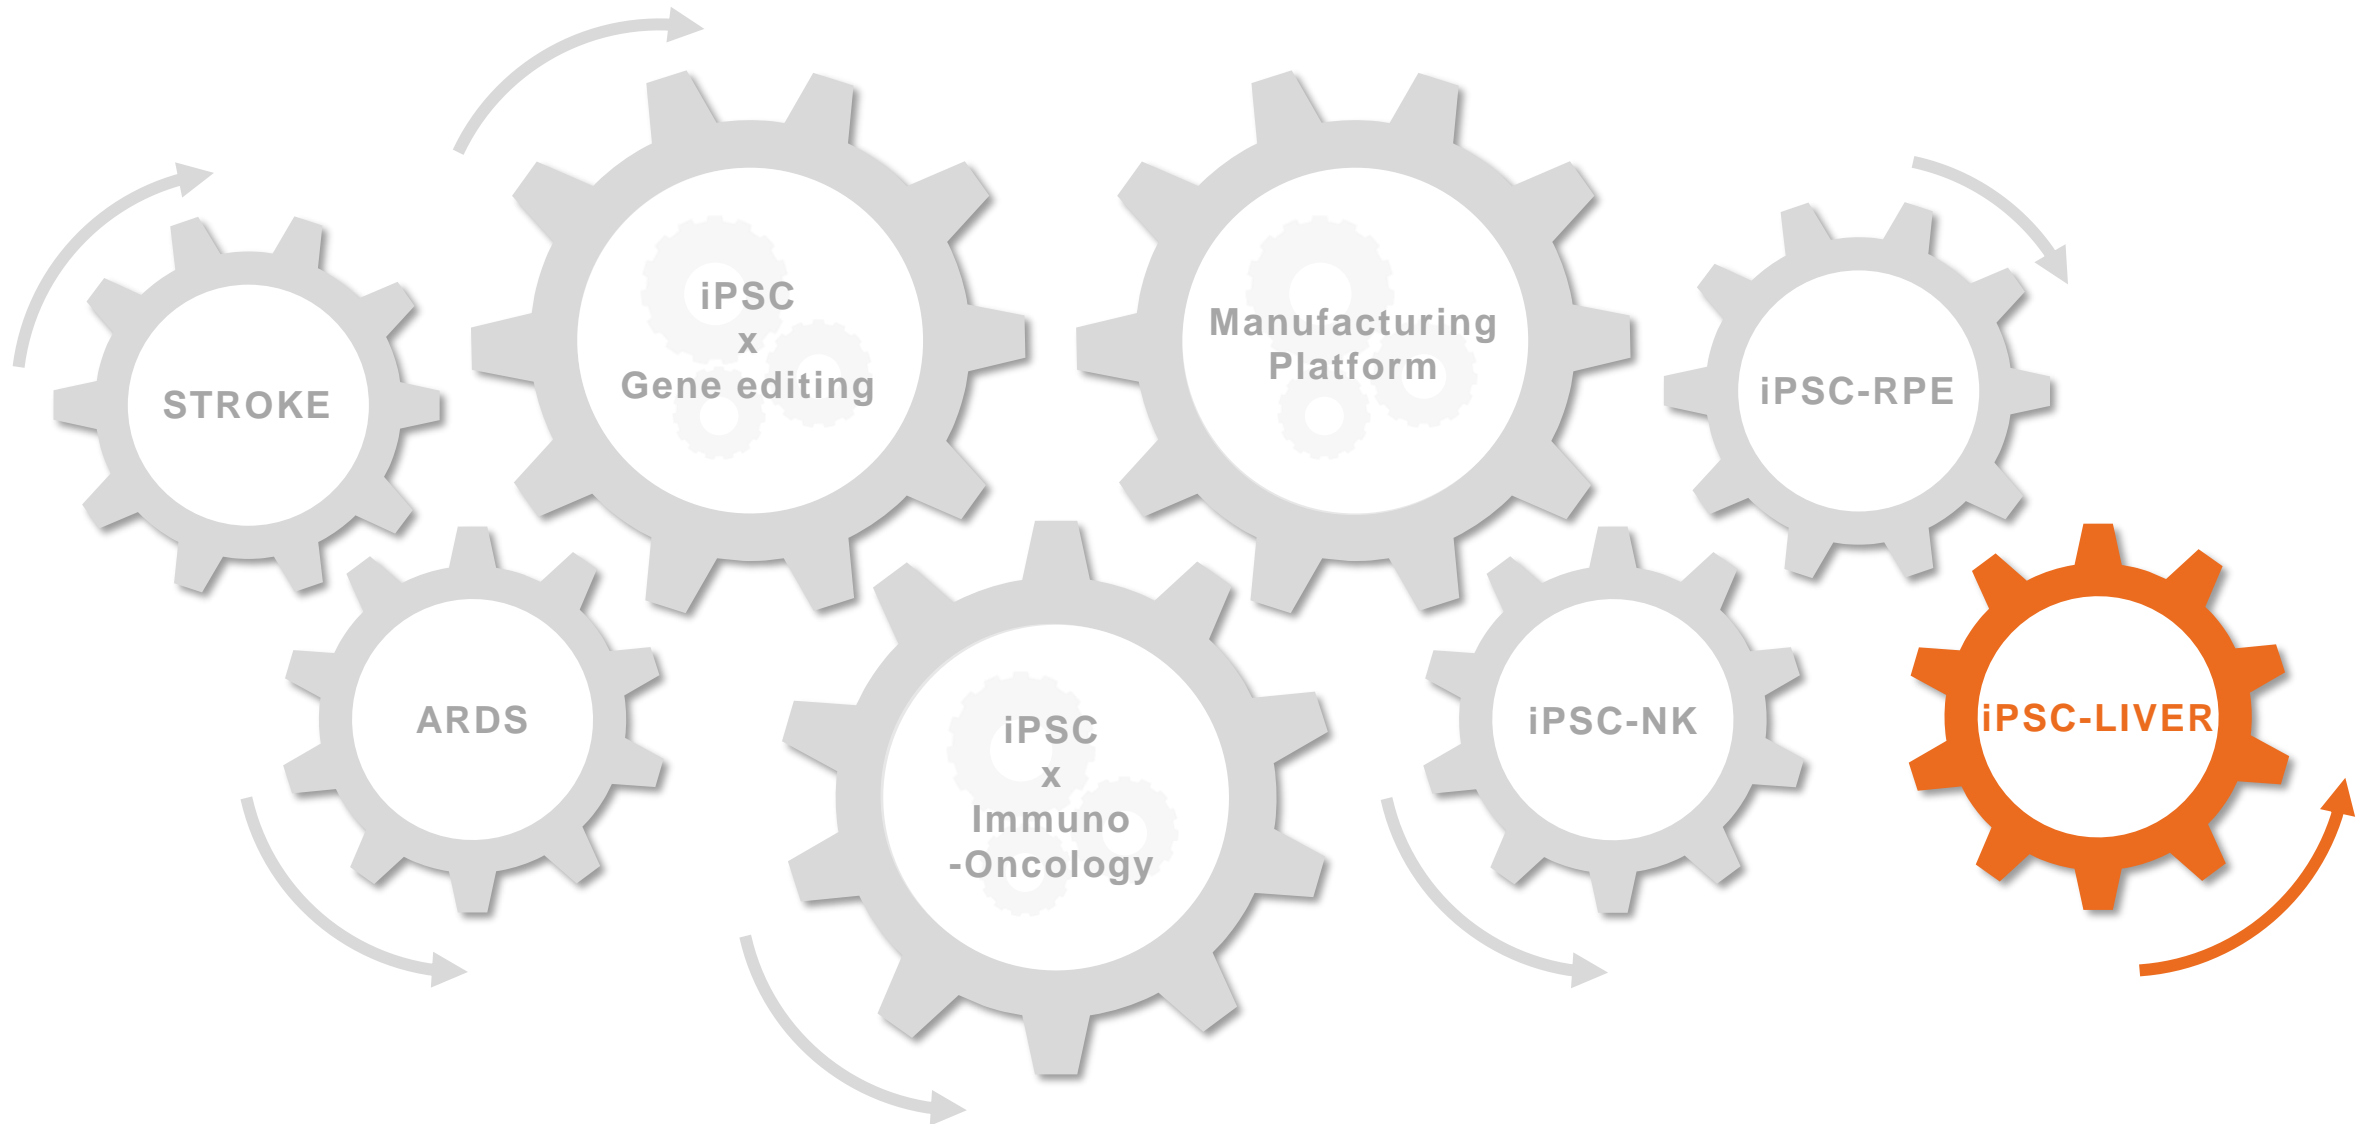 STROKE
iPSC
x
Gene editing
Manufacturing
Platform
iPSC-RPE
ARDS
iPSC
x
Immuno
-Oncology
iPSC-NK
iPSC-LIVER